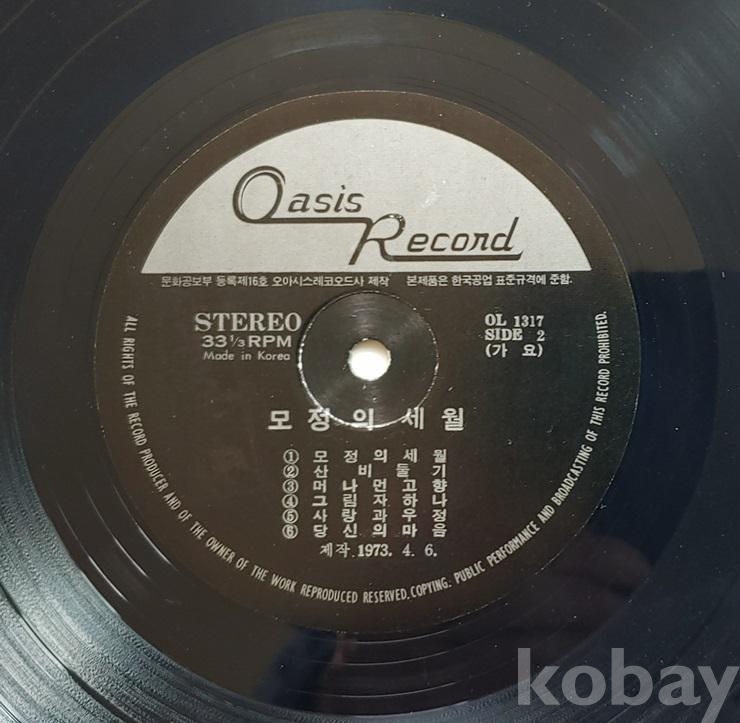 Oasis
Record
문화공보부 등록제16호 오아시스레코오드사 제작 본제품은 한국공업 표준규격에 준함.
STEREO
33 1/3 RPM
Made in Korea
OL 1317
SIDE 2
(가 요)
모 정 의 세 월
① 모 정 의 세 월
② 산 비 둘 기
③ 머 나 먼 고 향
④ 그 림 자 하 나
⑤ 사 랑 과 우 정
⑥ 당 신 의 마 음
제작.1973. 4. 6.
ALL RIGHTS OF THE RECORD PRODUCER AND OF THE OWNER OF THE WORK REPRODUCED RESERVED. COPYING. PUBLIC PERFORMANCE AND BROADCASTING OF THIS RECORD PROHIBITED.
kobay